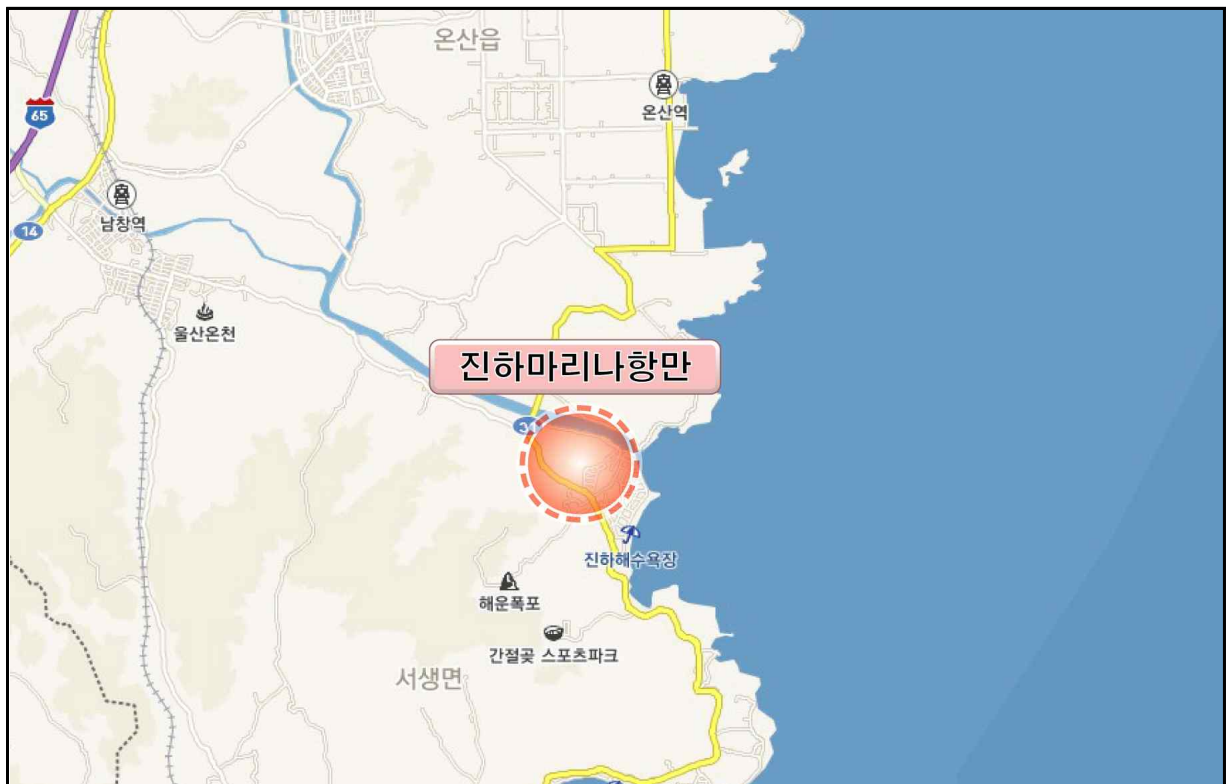 온산읍
온산역
65
남창역
14
울산온천
진하마리나항만
31
진하해수욕장
해운폭포
간절곶 스포츠파크
서생면